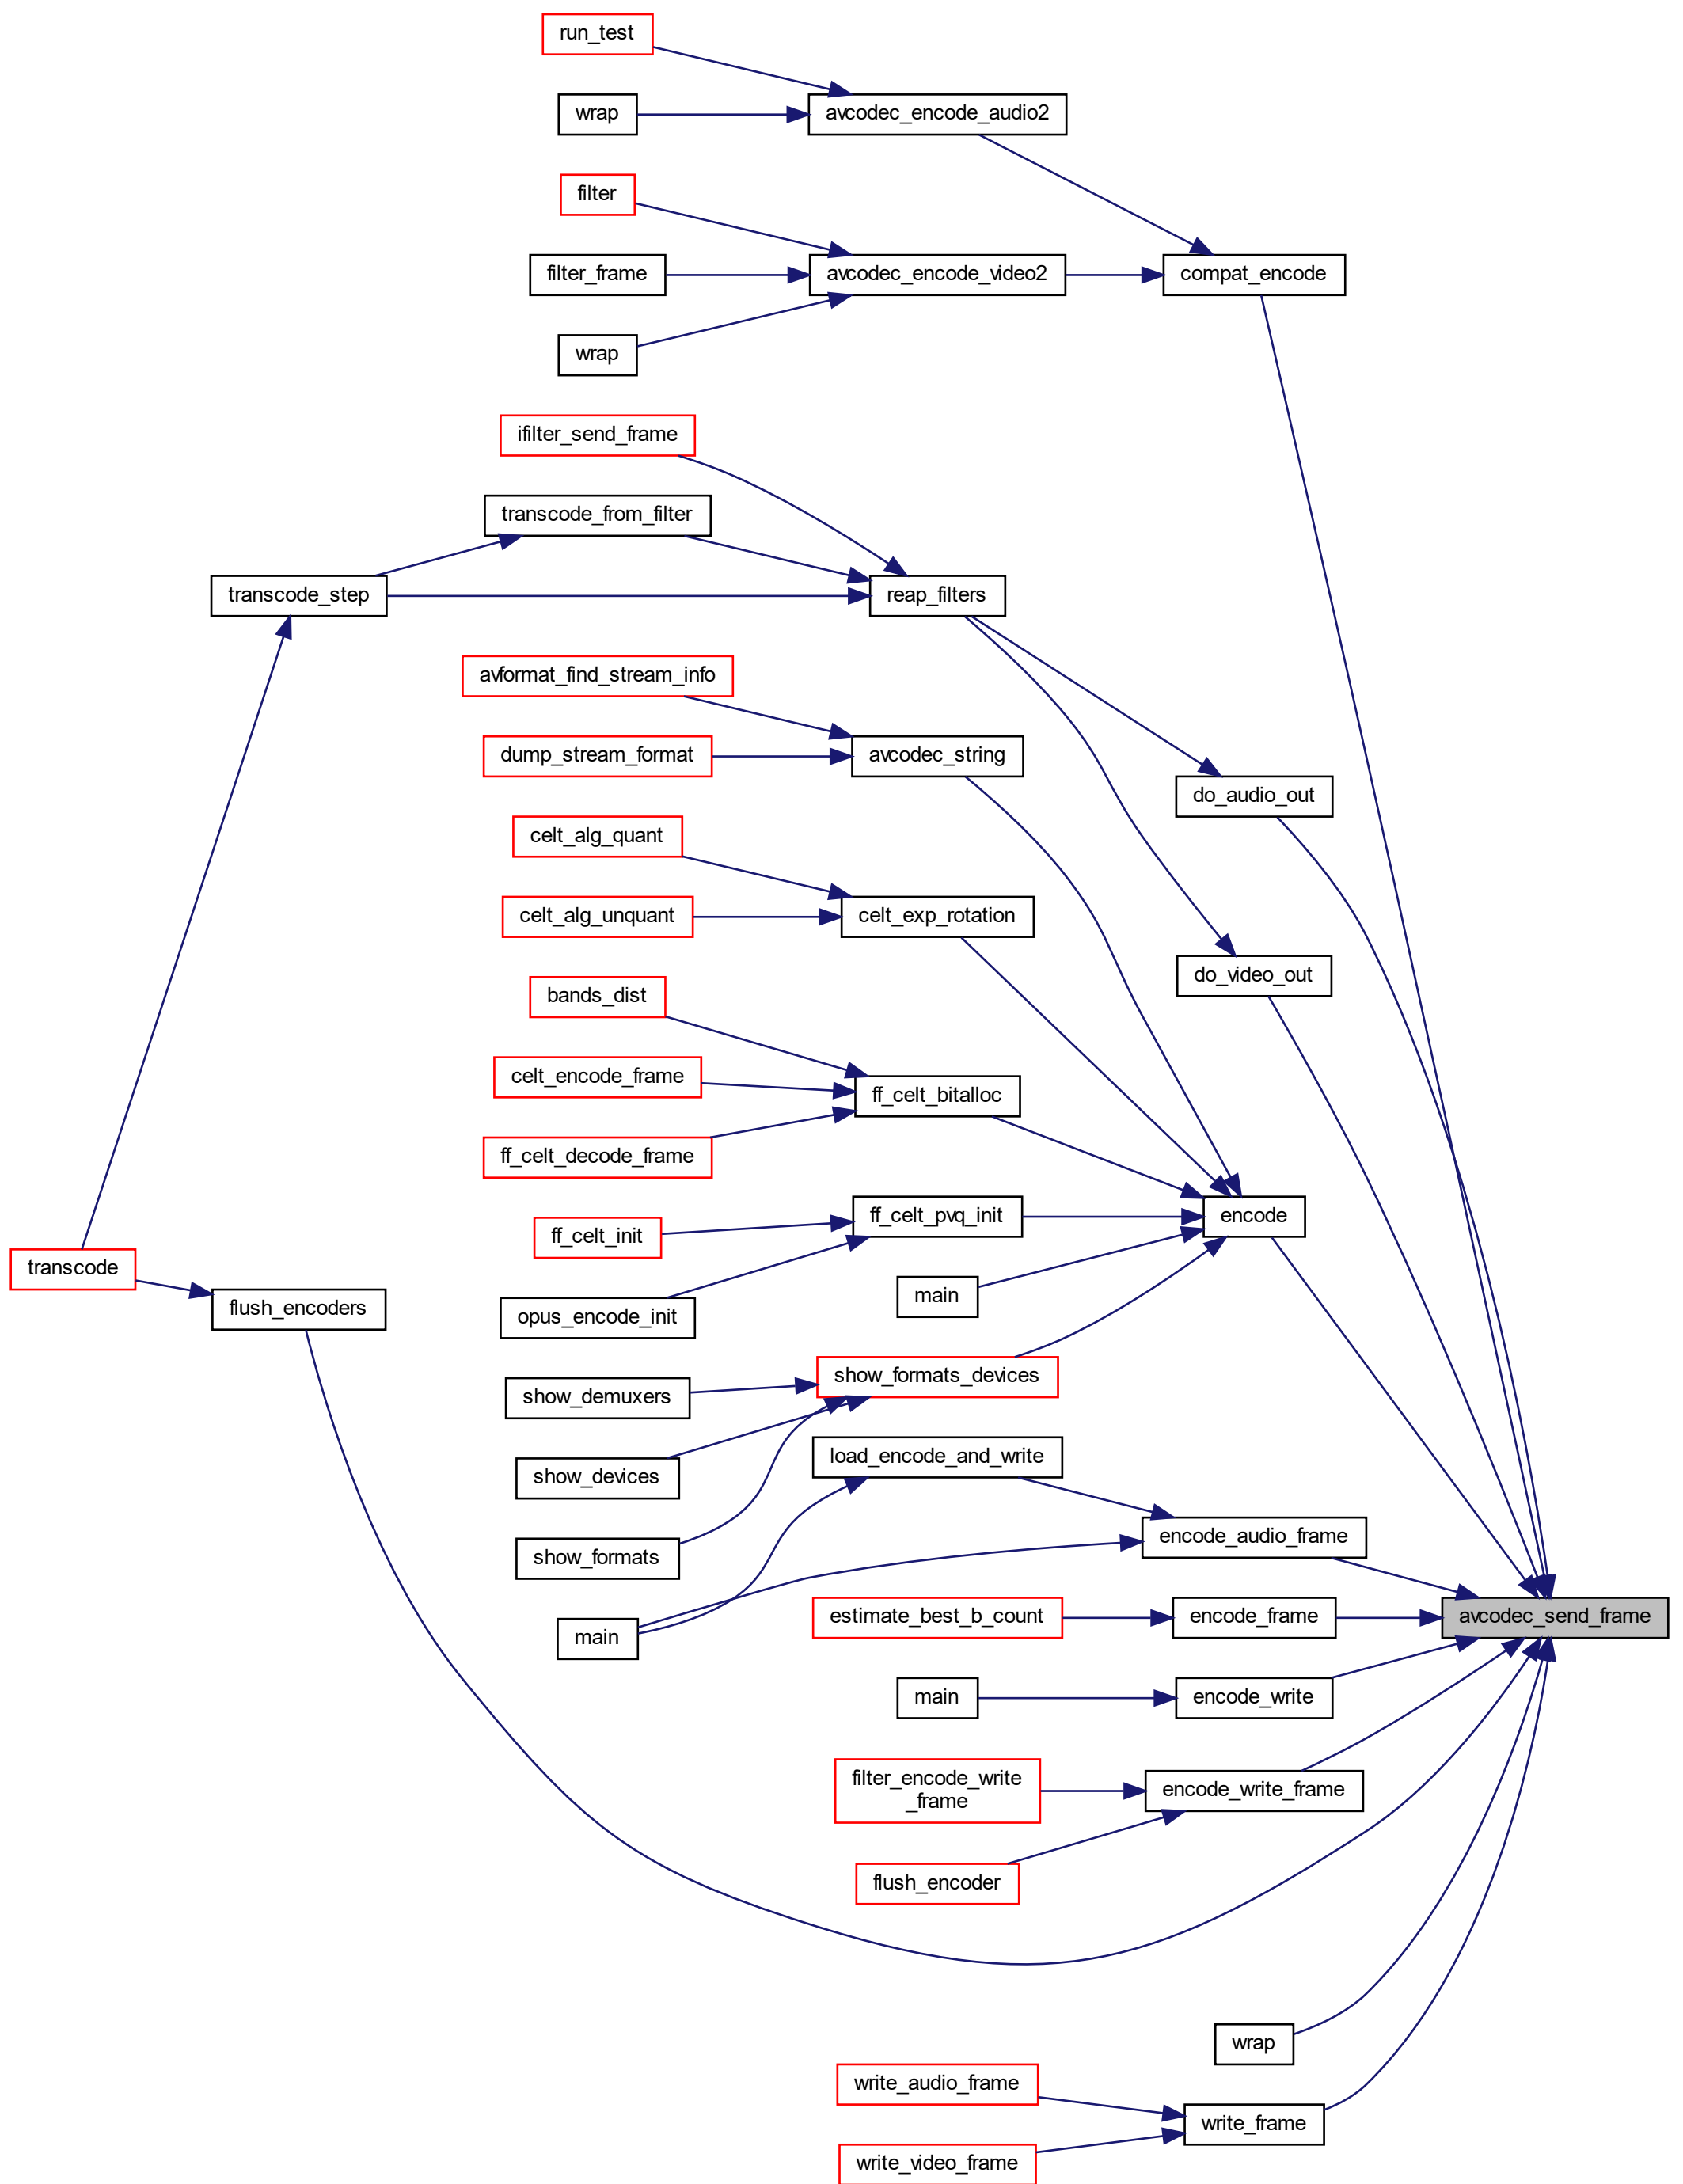 run_test
wrap
avcodec_encode_audio2
filter
filter_frame
avcodec_encode_video2
compat_encode
wrap
ifilter_send_frame
transcode_from_filter
transcode_step
reap_filters
avformat_find_stream_info
dump_stream_format
avcodec_string
do_audio_out
celt_alg_quant
celt_alg_unquant
celt_exp_rotation
do_video_out
bands_dist
celt_encode_frame
ff_celt_bitalloc
ff_celt_decode_frame
ff_celt_init
ff_celt_pvq_init
encode
transcode
flush_encoders
opus_encode_init
main
show_formats_devices
show_demuxers
show_devices
load_encode_and_write
show_formats
encode_audio_frame
main
estimate_best_b_count
encode_frame
avcodec_send_frame
main
encode_write
filter_encode_write
_frame
encode_write_frame
flush_encoder
wrap
write_audio_frame
write_frame
write_video_frame